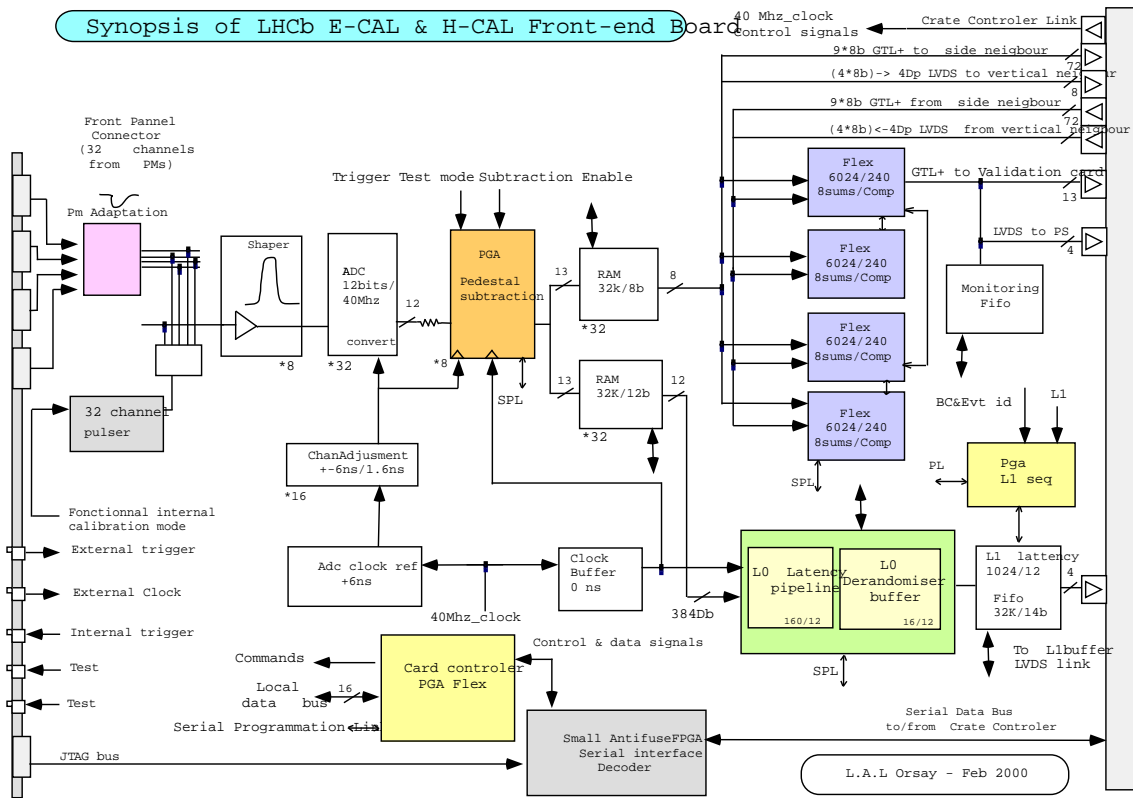 Synopsis of LHCb E-CAL & H-CAL Front-end Board
40 Mhz_clock
Control signals
Crate Controler Link
9*8b GTL+ to side neigbour
72
(4*8b)-> 4Dp LVDS to vertical neigbour
8
9*8b GTL+ from side neigbour
72
(4*8b)<-4Dp LVDS from vertical neigbour
Front Pannel
Connector
(32 channels
from PMs)
Pm Adaptation
Trigger Test mode
Subtraction Enable
Flex
6024/240
8sums/Comp
GTL+ to Validation card
13
LVDS to PS
4
Shaper
*8
ADC
12bits/
40Mhz
convert
*32
12
PGA
Pedestal
subtraction
*8
SPL
13
RAM
32k/8b
*32
8
Flex
6024/240
8sums/Comp
Monitoring
Fifo
Flex
6024/240
8sums/Comp
13
RAM
32K/12b
*32
12
Flex
6024/240
8sums/Comp
SPL
BC&Evt id
L1
32 channel
pulser
ChanAdjusment
+-6ns/1.6ns
*16
PL
Pga
L1 seq
Fonctionnal internal
calibration mode
External trigger
External Clock
Internal trigger
Test
Test
Adc clock ref
+6ns
Clock
Buffer
0 ns
40Mhz_clock
384Db
L0 Latency
pipeline
160/12
L0
Derandomiser
buffer
16/12
SPL
L1 lattency
1024/12
Fifo
32K/14b
4
To L1buffer
LVDS link
Control & data signals
Commands
Local
data bus
16
Serial Programmation Link
Card controler
PGA Flex
Small AntifuseFPGA
Serial interface
Decoder
Serial Data Bus
to/from Crate Controler
JTAG bus
L.A.L Orsay - Feb 2000